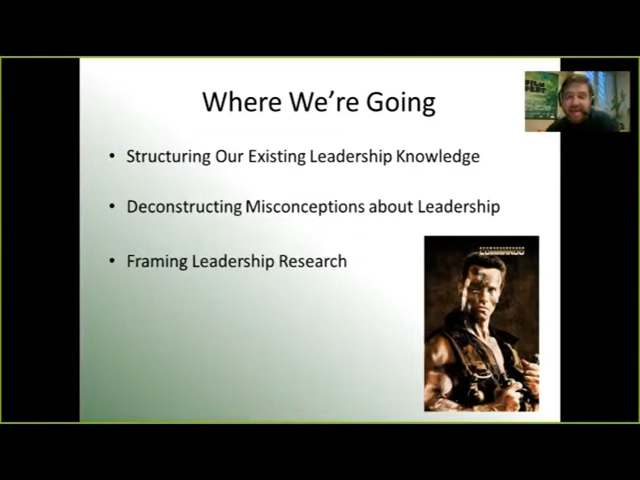 Where We're Going
• Structuring Our Existing Leadership Knowledge
• Deconstructing Misconceptions about Leadership
• Framing Leadership Research
COMMANDO